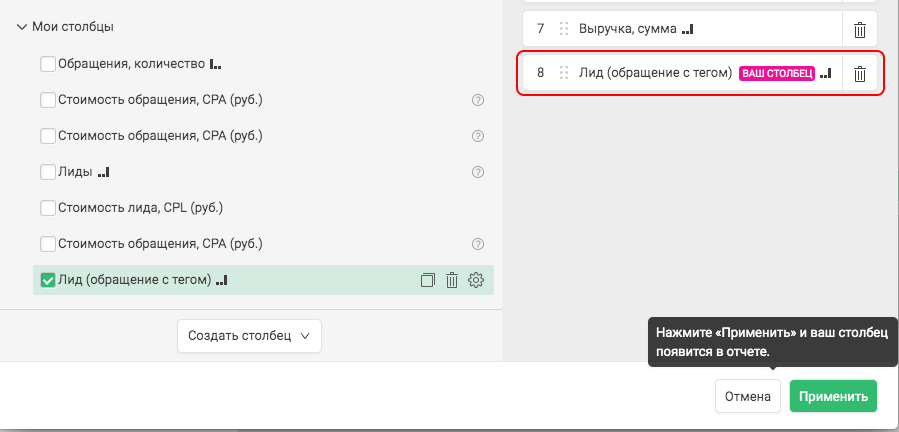 Мои столбцы
Обращения, количество
Стоимость обращения, CPA (руб.)
Стоимость обращения, CPA (руб.)
Лиды
Стоимость лида, CPL (руб.)
Стоимость обращения, CPA (руб.)
Лид (обращение с тегом)
Создать столбец
7 Выручка, сумма
8 Лид (обращение с тегом) ВАШ СТОЛБЕЦ
Нажмите «Применить» и ваш столбец
появится в отчете.
Отмена
Применить